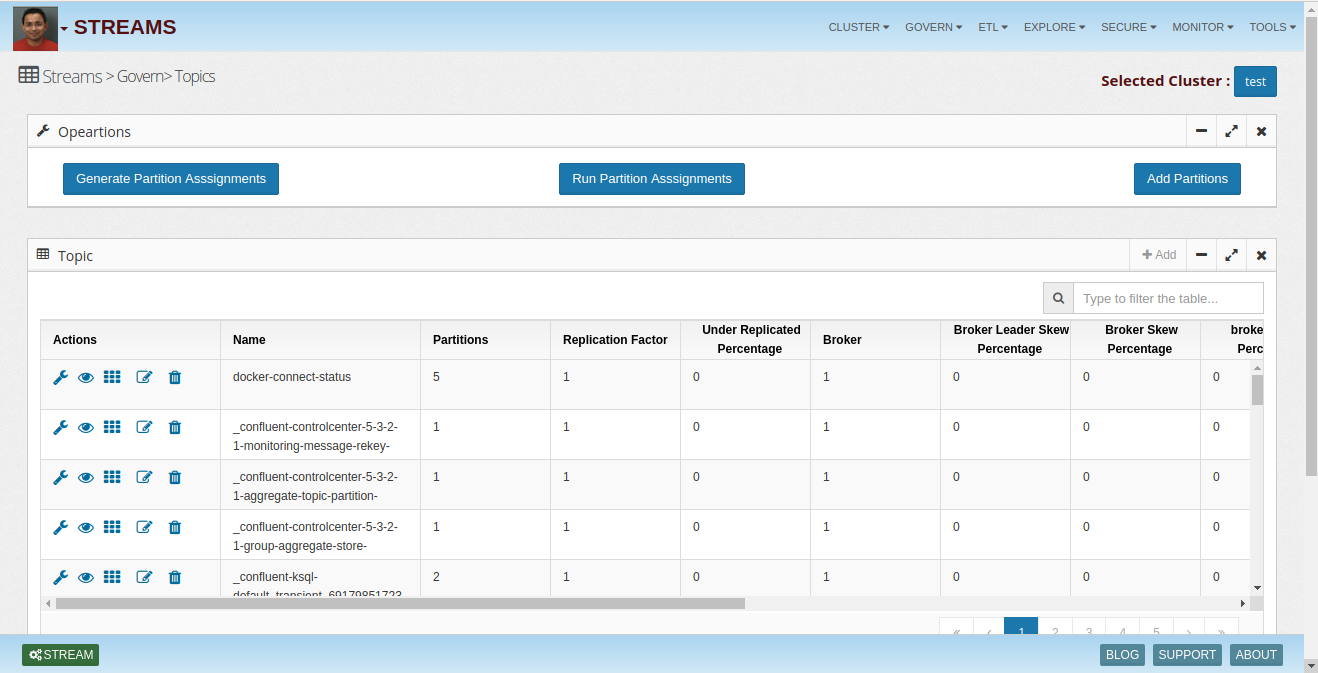 STREAMS
CLUSTER GOVERN ETL EXPLORE SECURE MONITOR TOOLS
Streams > Govern> Topics
Selected Cluster : test
Opeartions
Generate Partition Asssignments Run Partition Asssignments Add Partitions
Topic
Add
Type to filter the table...
Actions Name Partitions Replication Factor Under Replicated Percentage Broker Broker Leader Skew Percentage Broker Skew Percentage broke Perc
docker-connect-status 5 1 0 1 0 0 0
_confluent-controlcenter-5-3-2-
1-monitoring-message-rekey- 1 1 0 1 0 0 0
_confluent-controlcenter-5-3-2-
1-aggregate-topic-partition- 1 1 0 1 0 0 0
_confluent-controlcenter-5-3-2-
1-group-aggregate-store- 1 1 0 1 0 0 0
_confluent-ksql-
default_transient_69179851723 2 1 0 1 0 0 0
« ‹ 1 2 3 4 5 › »
STREAM
BLOG SUPPORT ABOUT